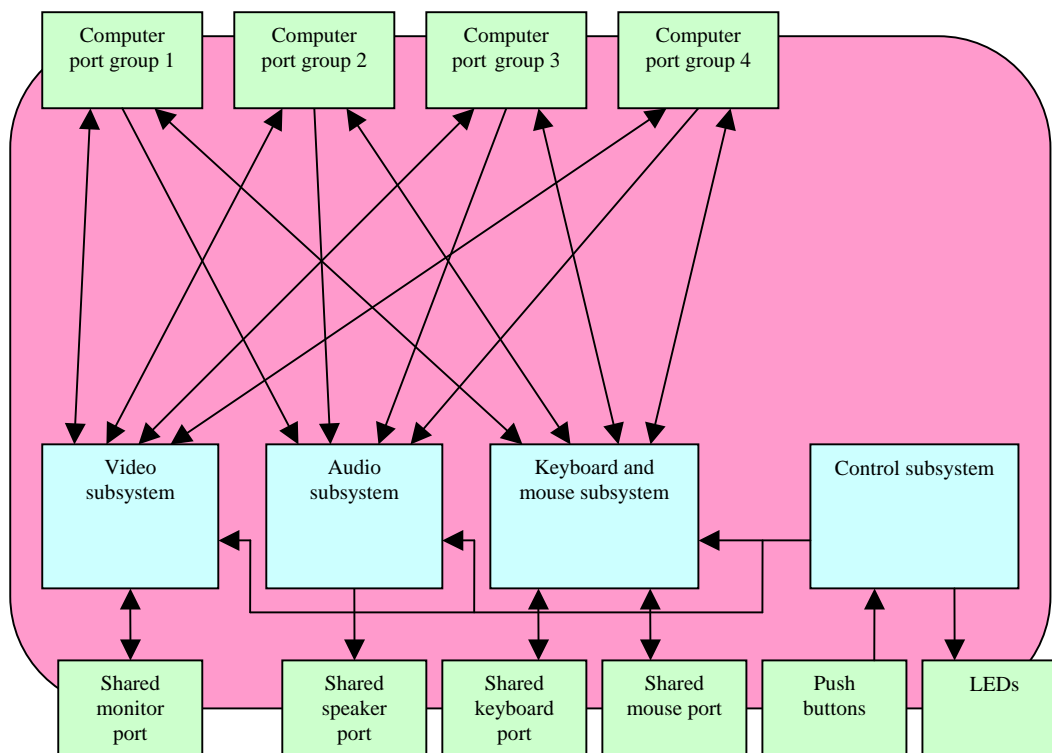 Computer
port group 1
Computer
port group 2
Computer
port group 3
Computer
port group 4
Video
subsystem
Audio
subsystem
Keyboard and
mouse subsystem
Control subsystem
Shared
monitor
port
Shared
speaker
port
Shared
keyboard
port
Shared
mouse port
Push
buttons
LEDs